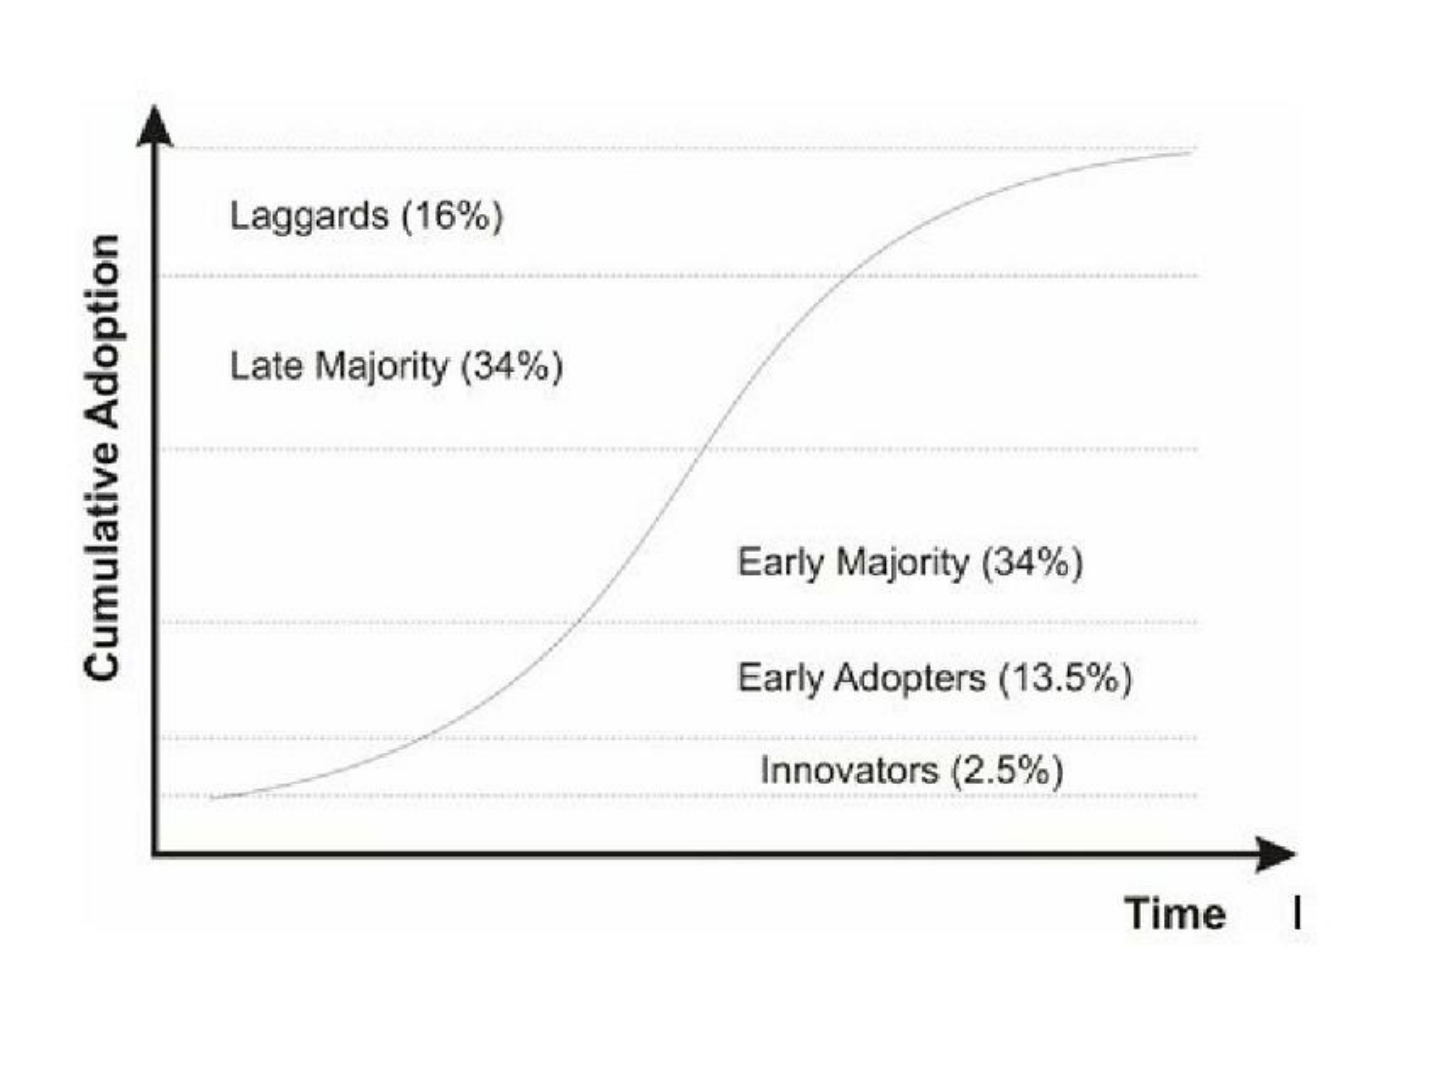 Cumulative Adoption
Laggards (16%)
Late Majority (34%)
Early Majority (34%)
Early Adopters (13.5%)
Innovators (2.5%)
Time